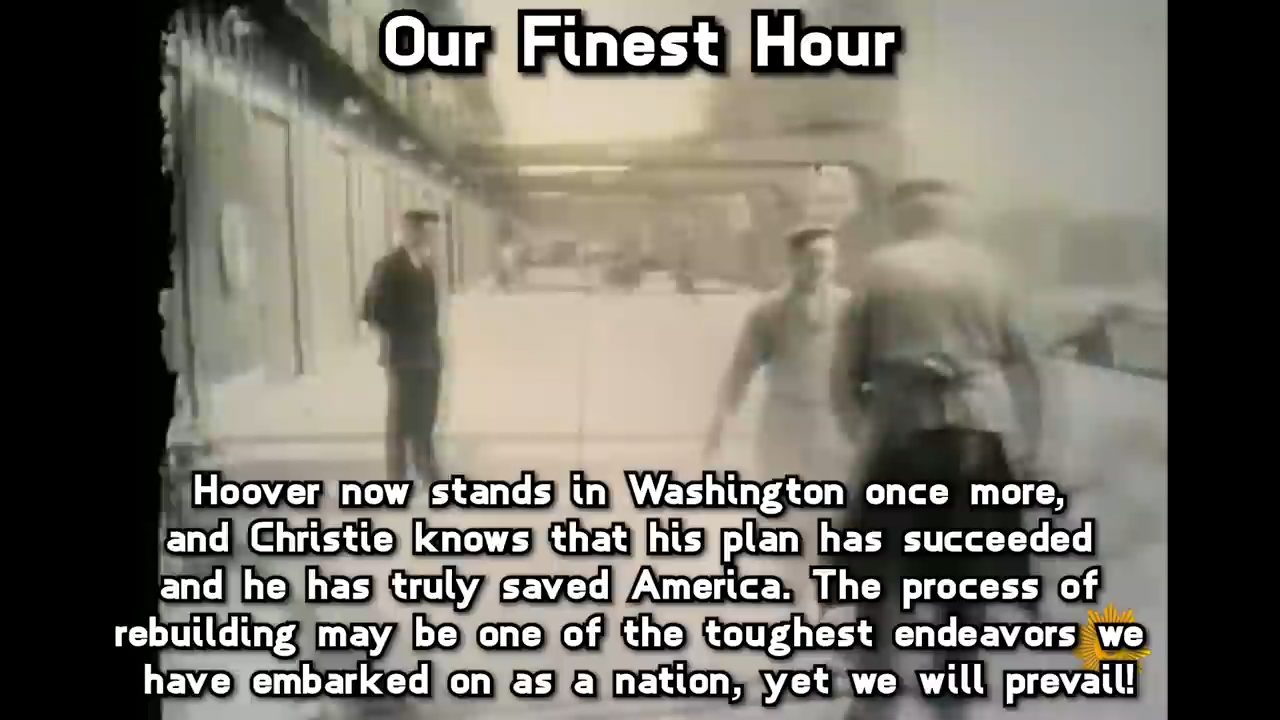 Our Finest Hour
Hoover now stands in Washington once more,
and Christie knows that his plan has succeeded
and he has truly saved America. The process of
rebuilding may be one of the toughest endeavors we
have embarked on as a nation, yet we will prevail!